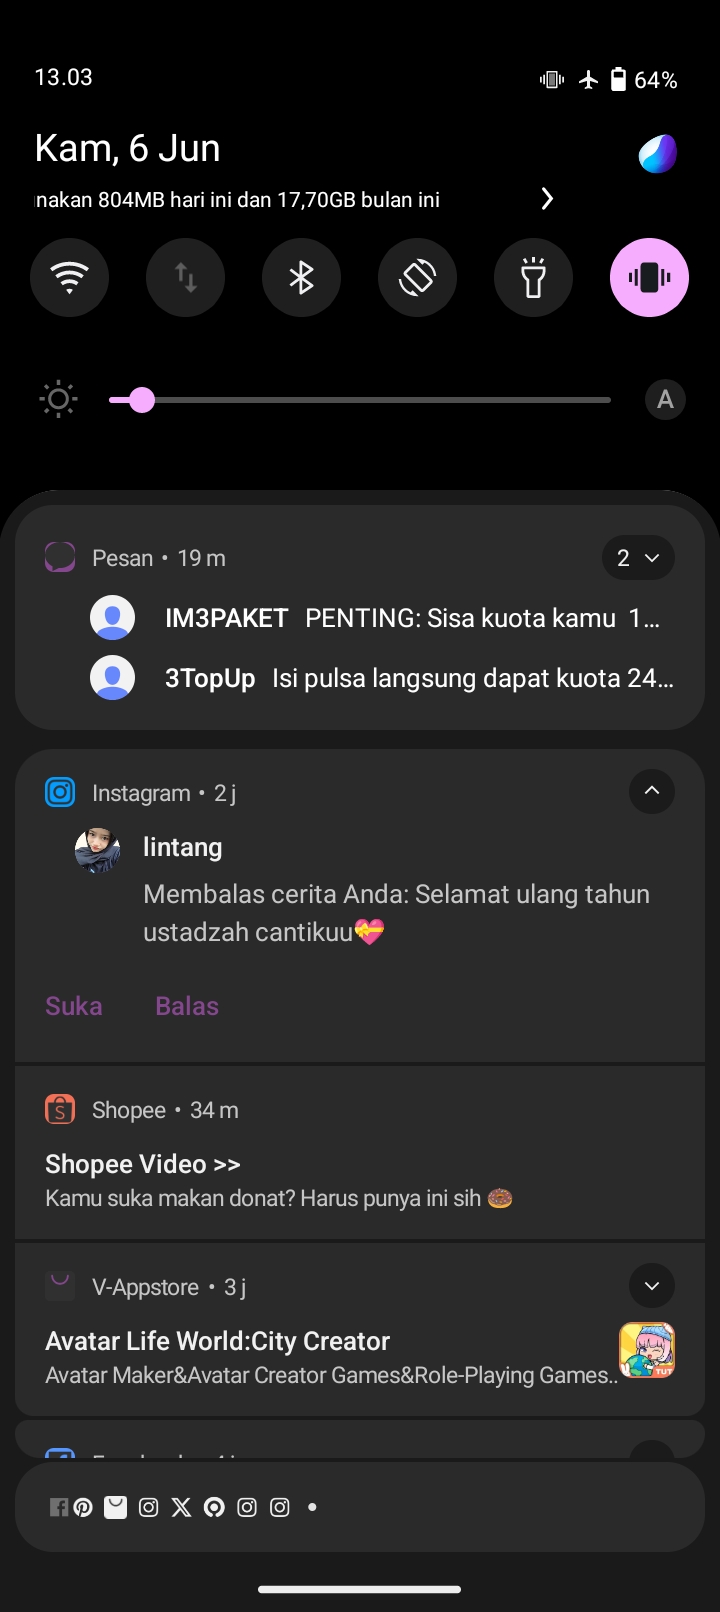 13.03
64%
Kam, 6 Jun
nakan 804MB hari ini dan 17,70GB bulan ini
A
Pesan • 19 m
2
IM3PAKET PENTING: Sisa kuota kamu 1...
3TopUp Isi pulsa langsung dapat kuota 24...
Instagram • 2 j
lintang
Membalas cerita Anda: Selamat ulang tahun
ustadzah cantikuu💝
Suka Balas
Shopee • 34 m
Shopee Video >>
Kamu suka makan donat? Harus punya ini sih 🍩
V-Appstore • 3 j
Avatar Life World:City Creator
Avatar Maker&Avatar Creator Games&Role-Playing Games..
TUT